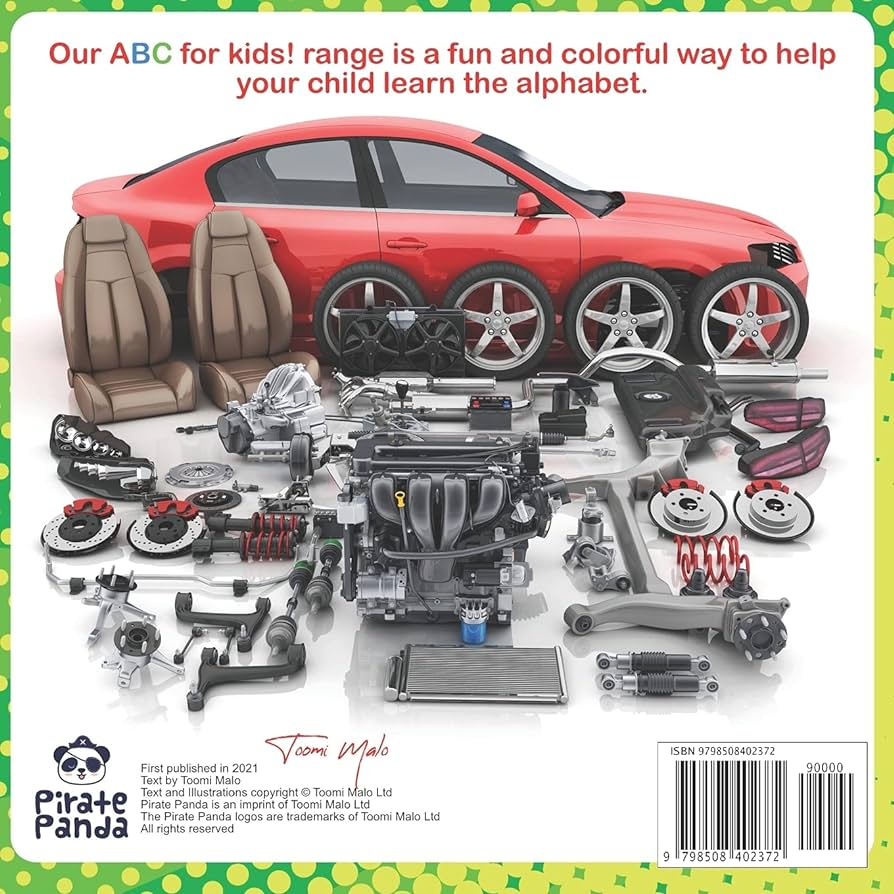 Our ABC for kids! range is a fun and colorful way to help
your child learn the alphabet.
Toomi Malo
Pirate
Panda
First published in 2021
Text by Toomi Malo
Text and Illustrations copyright © Toomi Malo Ltd
Pirate Panda is an imprint of Toomi Malo Ltd
The Pirate Panda logos are trademarks of Toomi Malo Ltd
All rights reserved
ISBN 9798508402372
90000
9 798508 402372